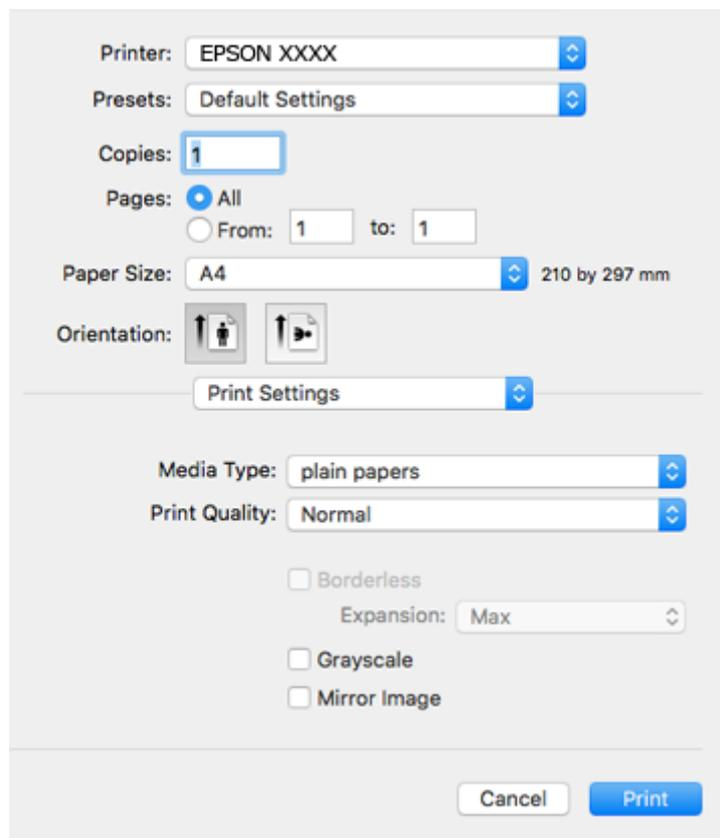 Printer: EPSON XXXX
Presets: Default Settings
Copies: 1
Pages: All
From: 1 to: 1
Paper Size: A4 210 by 297 mm
Orientation:
Print Settings
Media Type: plain papers
Print Quality: Normal
Borderless
Expansion: Max
Grayscale
Mirror Image
Cancel Print